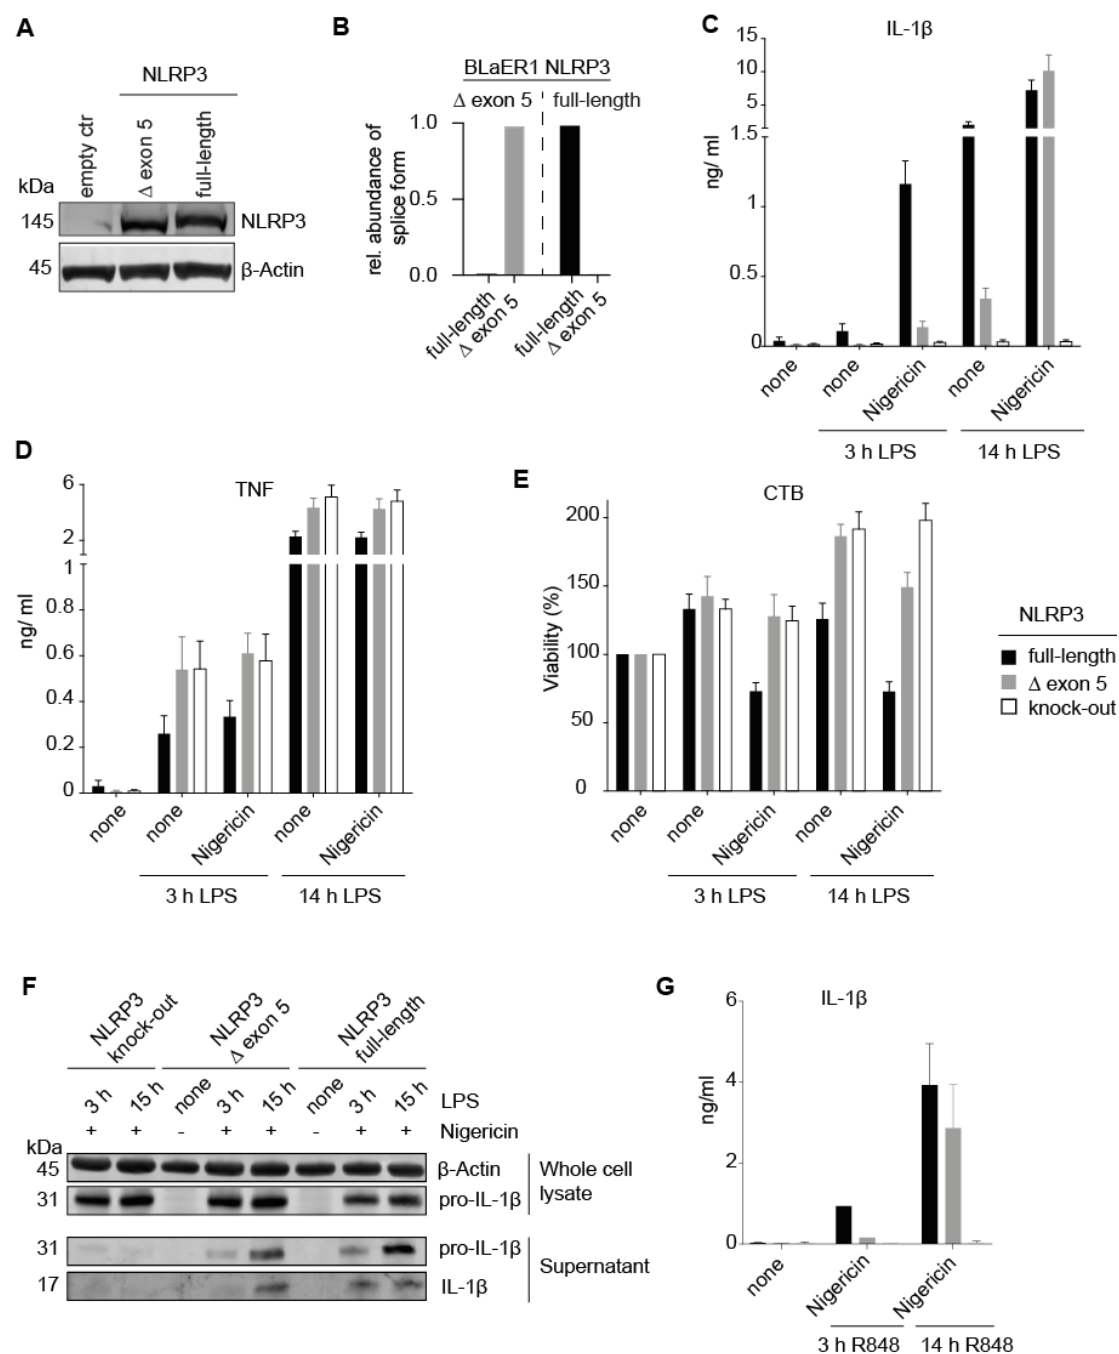 A
NLRP3
empty ctr
Δ exon 5
full-length
kDa
145
NLRP3
45
β-Actin
B
BLaER1 NLRP3
Δ exon 5
full-length
rel. abundance of
splice form
1.0
0.5
0.0
full-length
Δ exon 5
full-length
Δ exon 5
C
IL-1β
ng/ ml
15
10
5
1.5
1
0.5
0
none
none
Nigericin
none
Nigericin
3 h LPS
14 h LPS
D
TNF
ng/ ml
6
2
1
0.8
0.6
0.4
0.2
0
none
none
Nigericin
none
Nigericin
3 h LPS
14 h LPS
E
CTB
Viability (%)
200
150
100
50
0
none
none
Nigericin
none
Nigericin
3 h LPS
14 h LPS
NLRP3
full-length
Δ exon 5
knock-out
F
NLRP3
knock-out
NLRP3
Δ exon 5
NLRP3
full-length
3 h 15 h none 3 h 15 h none 3 h 15 h LPS
+ + - + + - + + Nigericin
kDa
45 β-Actin
31 pro-IL-1β
Whole cell
lysate
31 pro-IL-1β
17 IL-1β
Supernatant
G
IL-1β
ng/ml
6
4
2
0
none
Nigericin
Nigericin
3 h R848
14 h R848